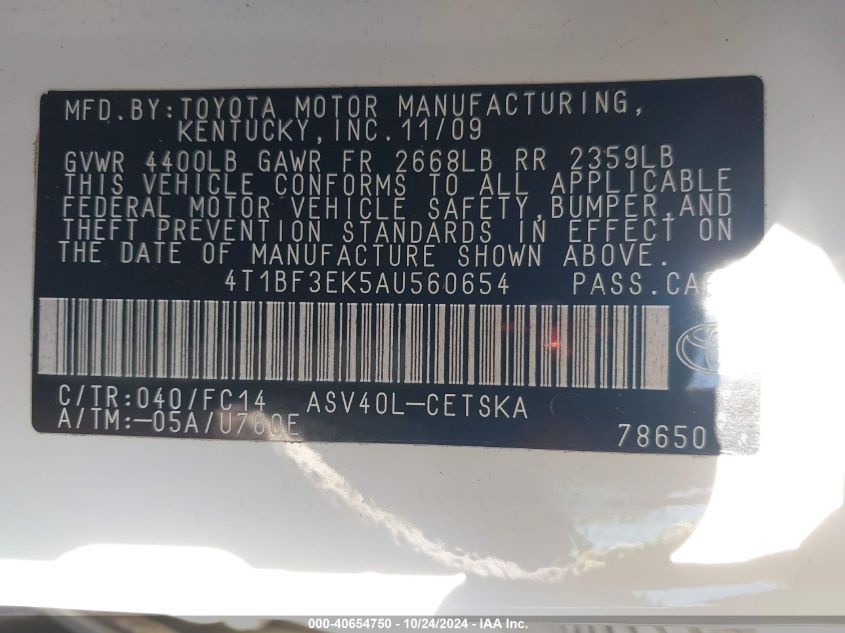 MFD.BY:TOYOTA MOTOR MANUFACTURING,
KENTUCKY,INC.11/09
GVWR 4400LB GAWR FR 2668LB RR 2359LB
THIS VEHICLE CONFORMS TO ALL APPLICABLE
FEDERAL MOTOR VEHICLE SAFETY,BUMPER,AND
THEFT PREVENTION STANDARDS IN EFFECT ON
THE DATE OF MANUFACTURE SHOWN ABOVE.
4T1BF3EK5AU560654 PASS.CAR
C/TR:040/FC14 ASV40L-CETSKA
A/TM:-05A/U760E
78650
000-40654750 - 10/24/2024 - IAA Inc.